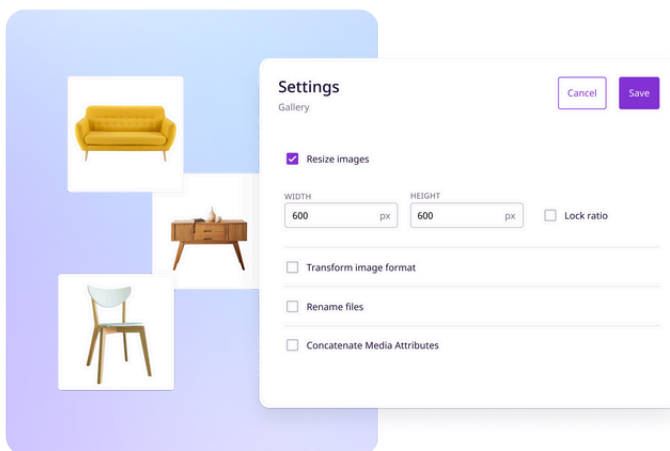 Settings
Gallery
Cancel
Save
Resize images
WIDTH
HEIGHT
600 px
600 px
Lock ratio
Transform image format
Rename files
Concatenate Media Attributes